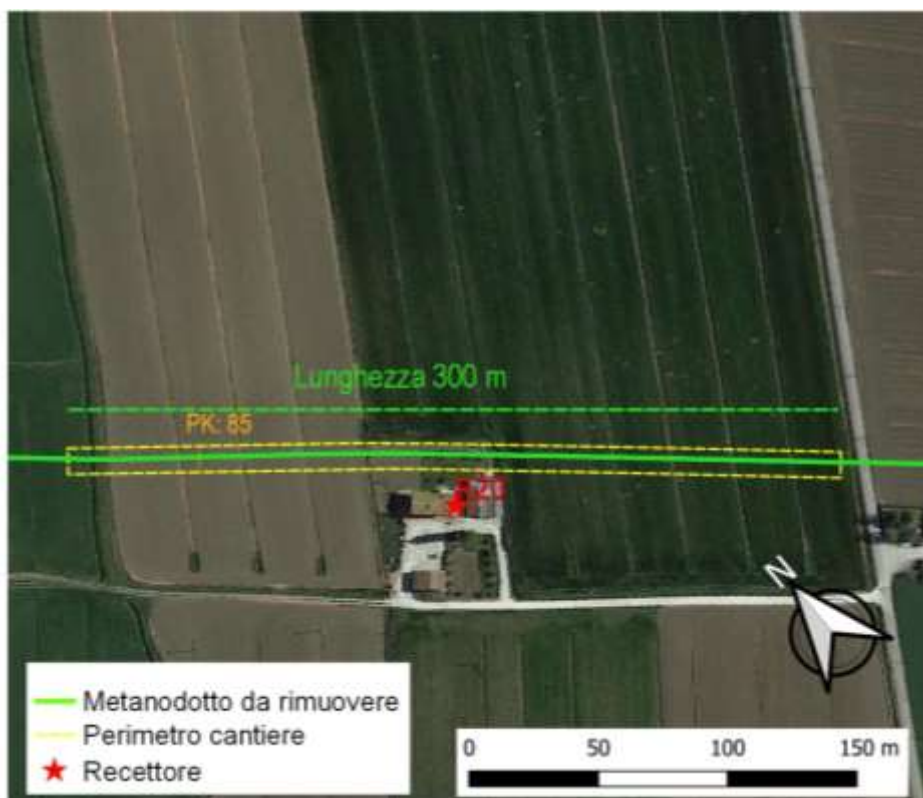 Lunghezza 300 m
PK: 85
N
Metanodotto da rimuovere
Perimetro cantiere
Recettore
0 50 100 150 m